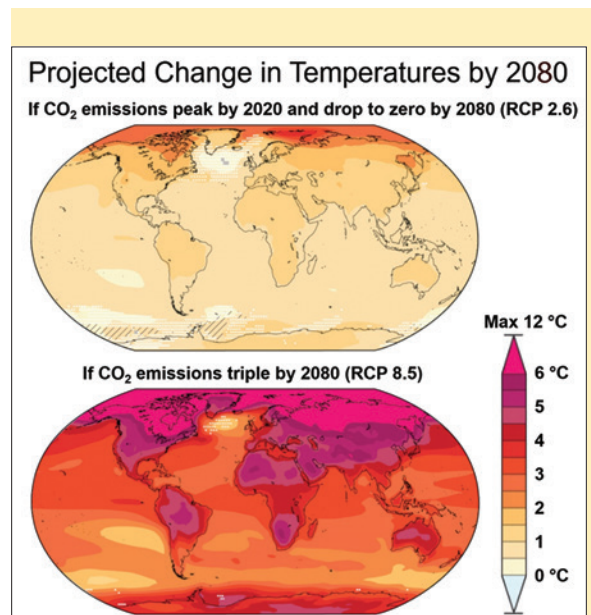 Projected Change in Temperatures by 2080
If CO₂ emissions peak by 2020 and drop to zero by 2080 (RCP 2.6)
Max 12 °C
If CO₂ emissions triple by 2080 (RCP 8.5)
6 °C
5
4
3
2
1
0 °C